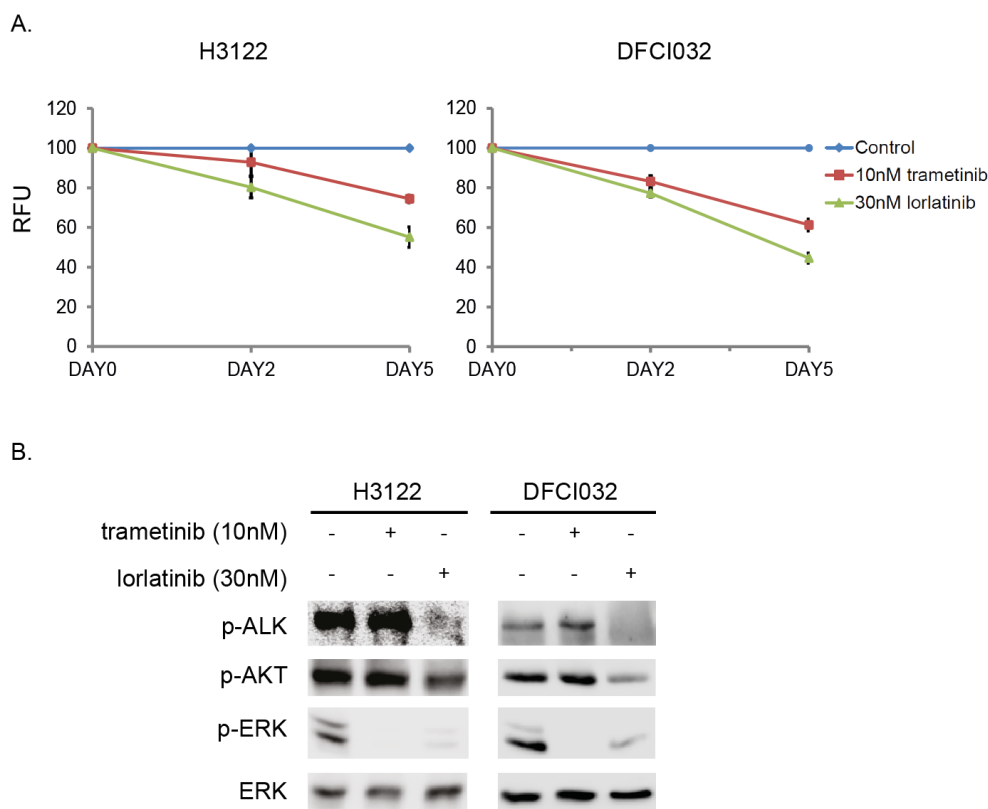 A.
H3122 DFCI032
RFU
120 120
100 100
80 80
60 60
40 40
20 20
0 0
DAY0 DAY2 DAY5 DAY0 DAY2 DAY5
Control
10nM trametinib
30nM lorlatinib
B.
H3122 DFCI032
trametinib (10nM) - + - - + -
lorlatinib (30nM) - - + - - +
p-ALK
p-AKT
p-ERK
ERK